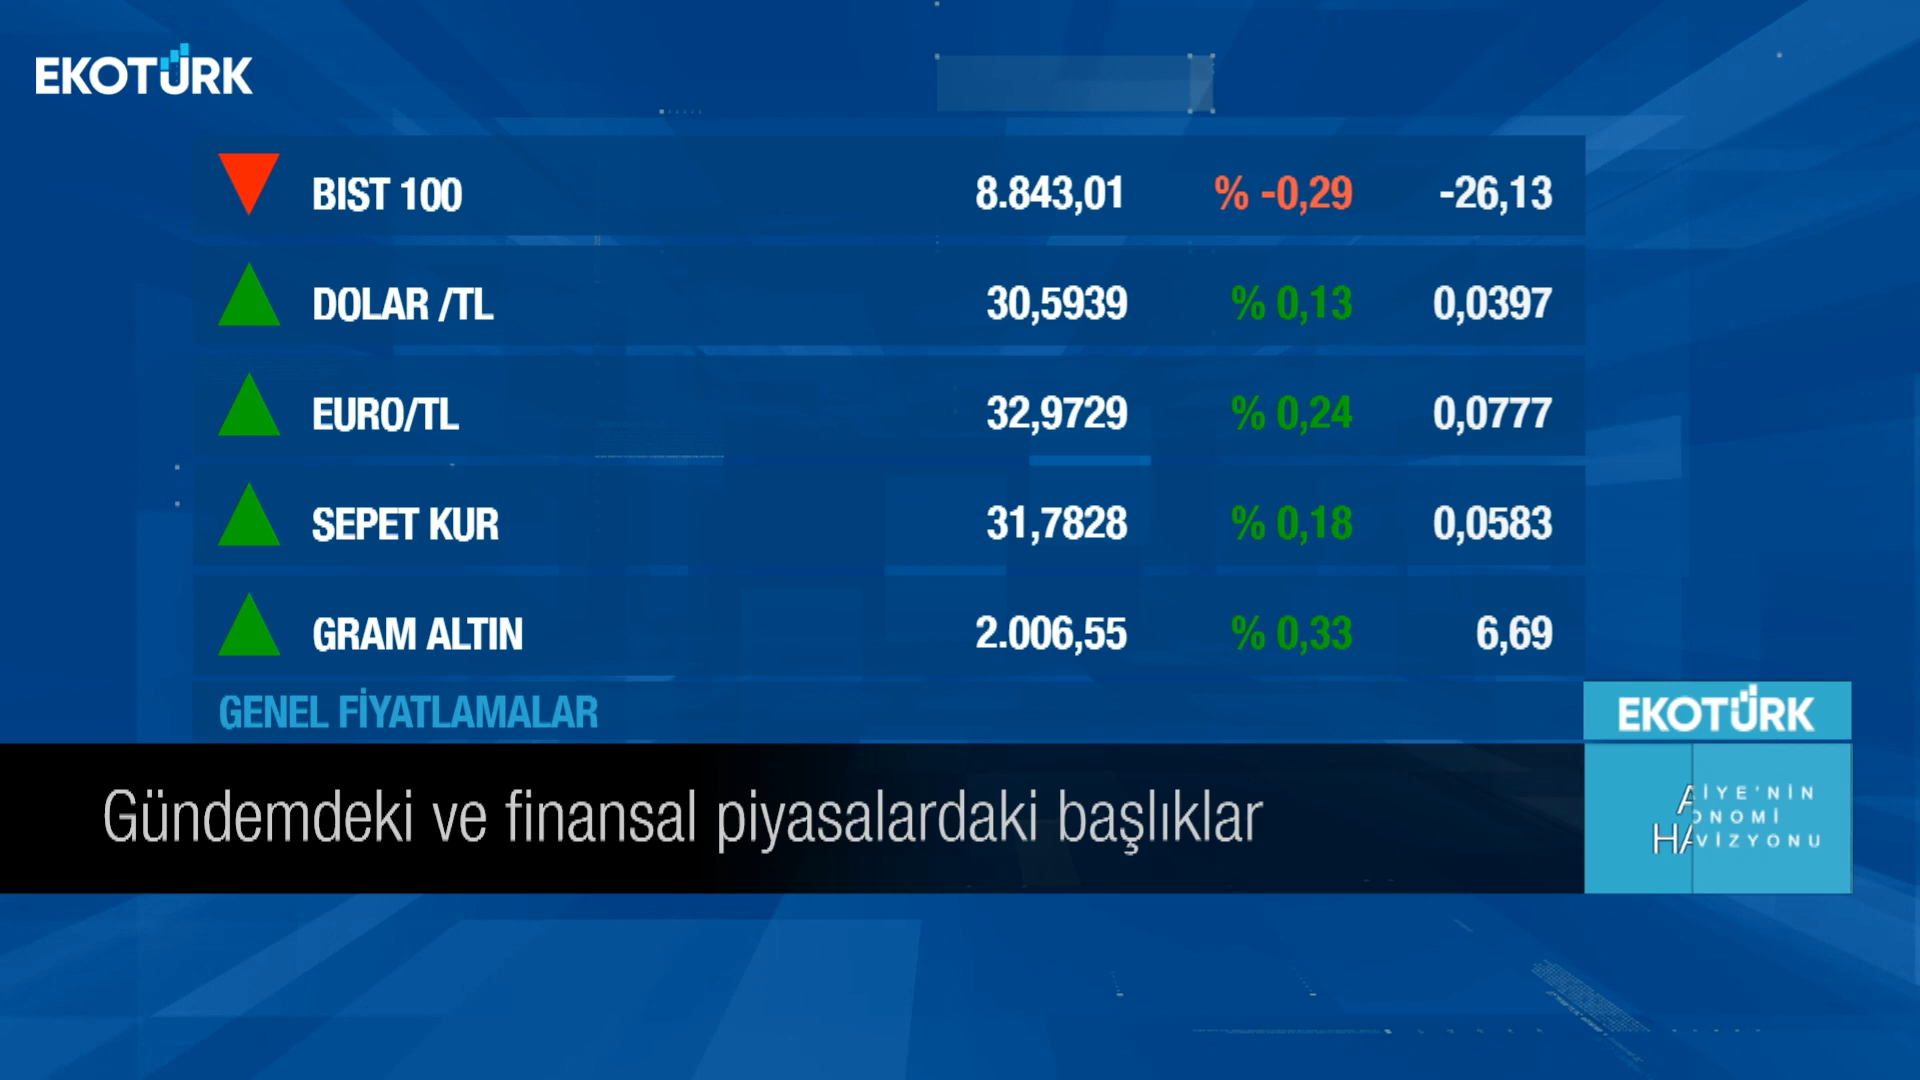 EKOTÜRK
BIST 100 8.843,01 % -0,29 -26,13
DOLAR /TL 30,5939 % 0,13 0,0397
EURO/TL 32,9729 % 0,24 0,0777
SEPET KUR 31,7828 % 0,18 0,0583
GRAM ALTIN 2.006,55 % 0,33 6,69
GENEL FİYATLAMALAR
EKOTÜRK
Gündemdeki ve finansal piyasalardaki başlıklar